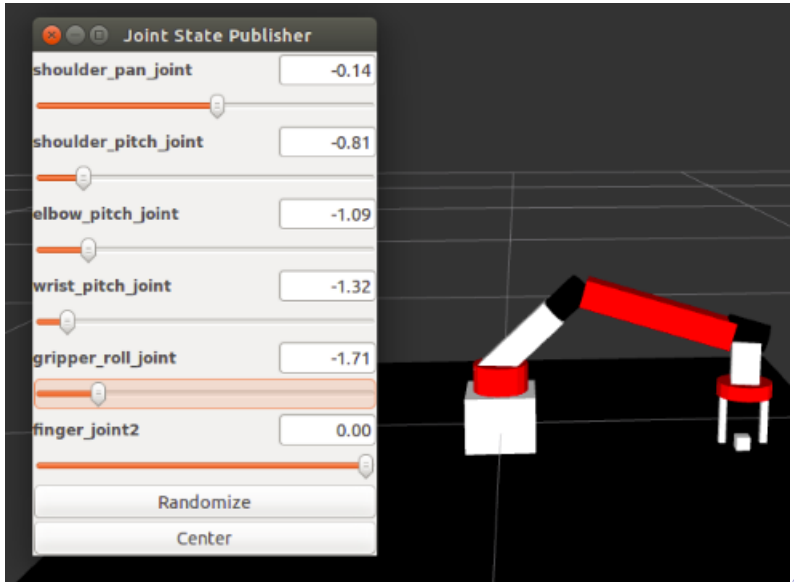 Joint State Publisher
shoulder_pan_joint -0.14
shoulder_pitch_joint -0.81
elbow_pitch_joint -1.09
wrist_pitch_joint -1.32
gripper_roll_joint -1.71
finger_joint2 0.00
Randomize
Center